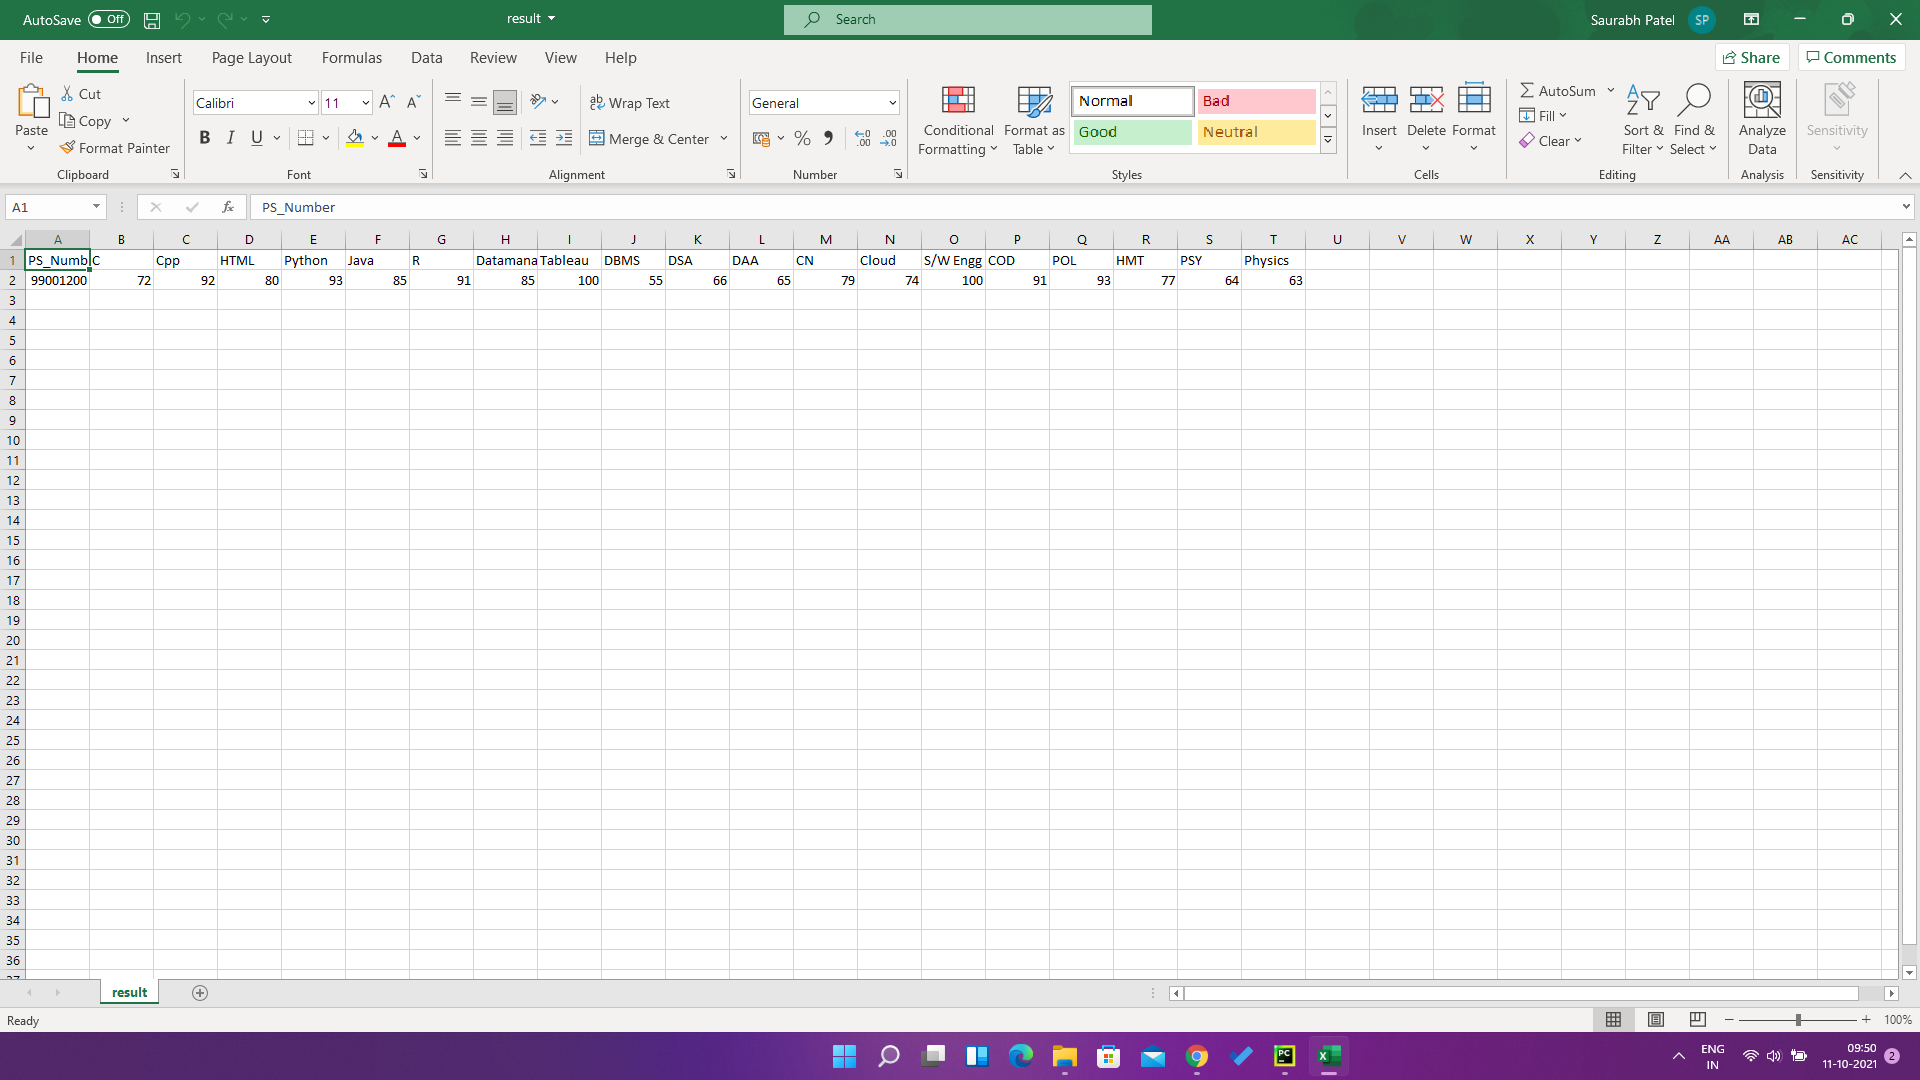 AutoSave Off result Search Saurabh Patel SP
File Home Insert Page Layout Formulas Data Review View Help Share Comments
Paste Cut Copy Format Painter Clipboard
Calibri 11 B I U A Font
Wrap Text Merge & Center Alignment
General % Number
Conditional Formatting Format as Table Normal Bad Good Neutral Styles
Insert Delete Format Cells
AutoSum Fill Clear Sort & Filter Find & Select Editing
Analyze Data Analysis
Sensitivity Sensitivity
A1 fx PS_Number
A B C D E F G H I J K L M N O P Q R S T U V W X Y Z AA AB AC
1 PS_Numb C Cpp HTML Python Java R Datamana Tableau DBMS DSA DAA CN Cloud S/W Engg COD POL HMT PSY Physics
2 99001200 72 92 80 93 85 91 85 100 55 66 65 79 74 100 91 93 77 64 63
3
4
5
6
7
8
9
10
11
12
13
14
15
16
17
18
19
20
21
22
23
24
25
26
27
28
29
30
31
32
33
34
35
36
37
result
Ready 100%
ENG IN 09:50 11-10-2021 2